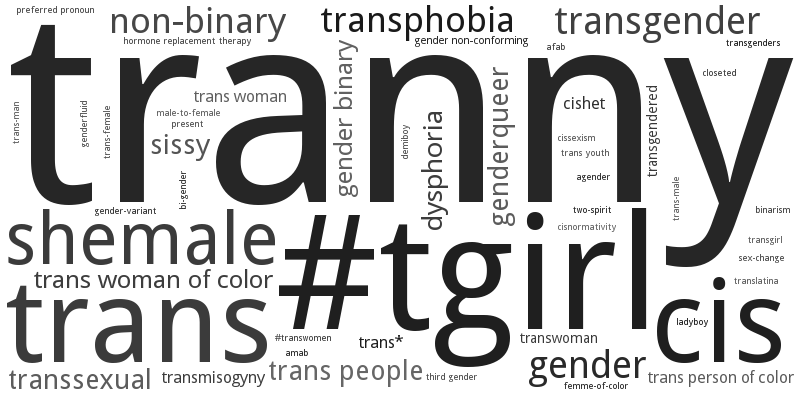 preferred pronoun
non-binary
transphobia
transgender
hormone replacement therapy
gender non-conforming
afab
transgenders
tranny
trans woman
gender binary
closeted
trans-man
genderfluid
trans-female
male-to-female
present
sissy
demiboy
dysphoria
genderqueer
cishet
cissexism
trans youth
transgendered
agender
trans-male
bi-gender
gender-variant
two-spirit
binarism
cisnormativity
shemale
#tgirl
transgirl
sex-change
trans woman of color
translatina
trans
cis
ladyboy
#transwomen
trans*
transwoman
amab
transsexual
transmisogyny
trans people
third gender
gender
femme-of-color
trans person of color